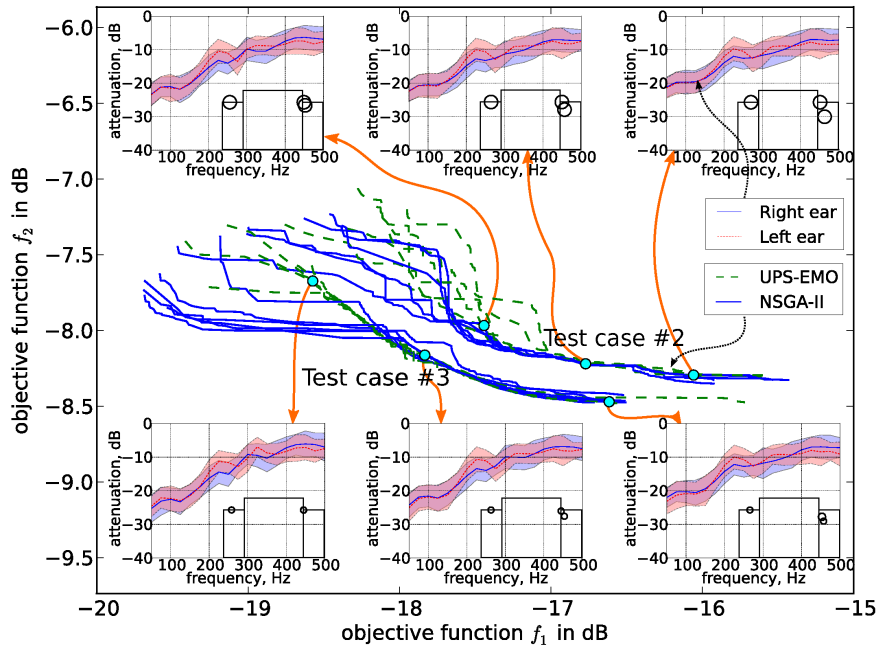 −6.0
−6.5
−7.0
−7.5
−8.0
−8.5
−9.0
−9.5
objective function f2 in dB
−20 −19 −18 −17 −16 −15
objective function f1 in dB
0
−10
−20
−30
−40
attenuation, dB
100 200 300 400 500
frequency, Hz
0
−10
−20
−30
−40
attenuation, dB
100 200 300 400 500
frequency, Hz
0
−10
−20
−30
−40
attenuation, dB
100 200 300 400 500
frequency, Hz
Right ear
Left ear
UPS-EMO
NSGA-II
Test case #2
Test case #3
0
−10
−20
−30
−40
attenuation, dB
100 200 300 400 500
frequency, Hz
0
−10
−20
−30
−40
attenuation, dB
100 200 300 400 500
frequency, Hz
0
−10
−20
−30
−40
attenuation, dB
100 200 300 400 500
frequency, Hz